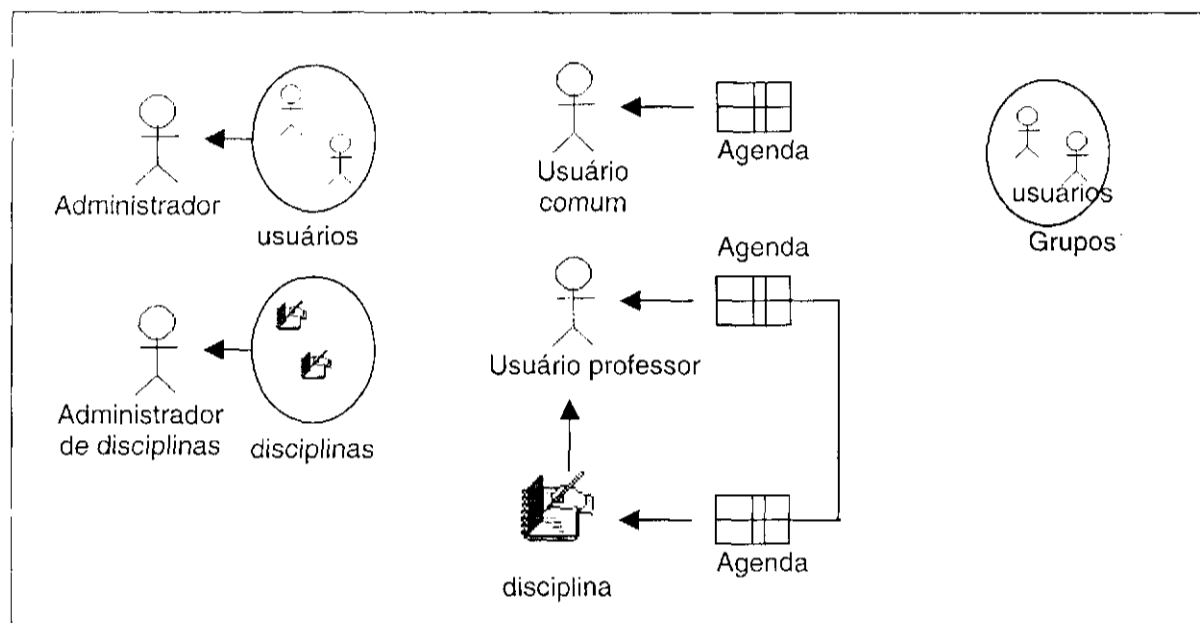 Administrador
usuários
Usuário
comum
Agenda
usuários
Grupos
Administrador
de disciplinas
disciplinas
Agenda
Usuário professor
disciplina
Agenda